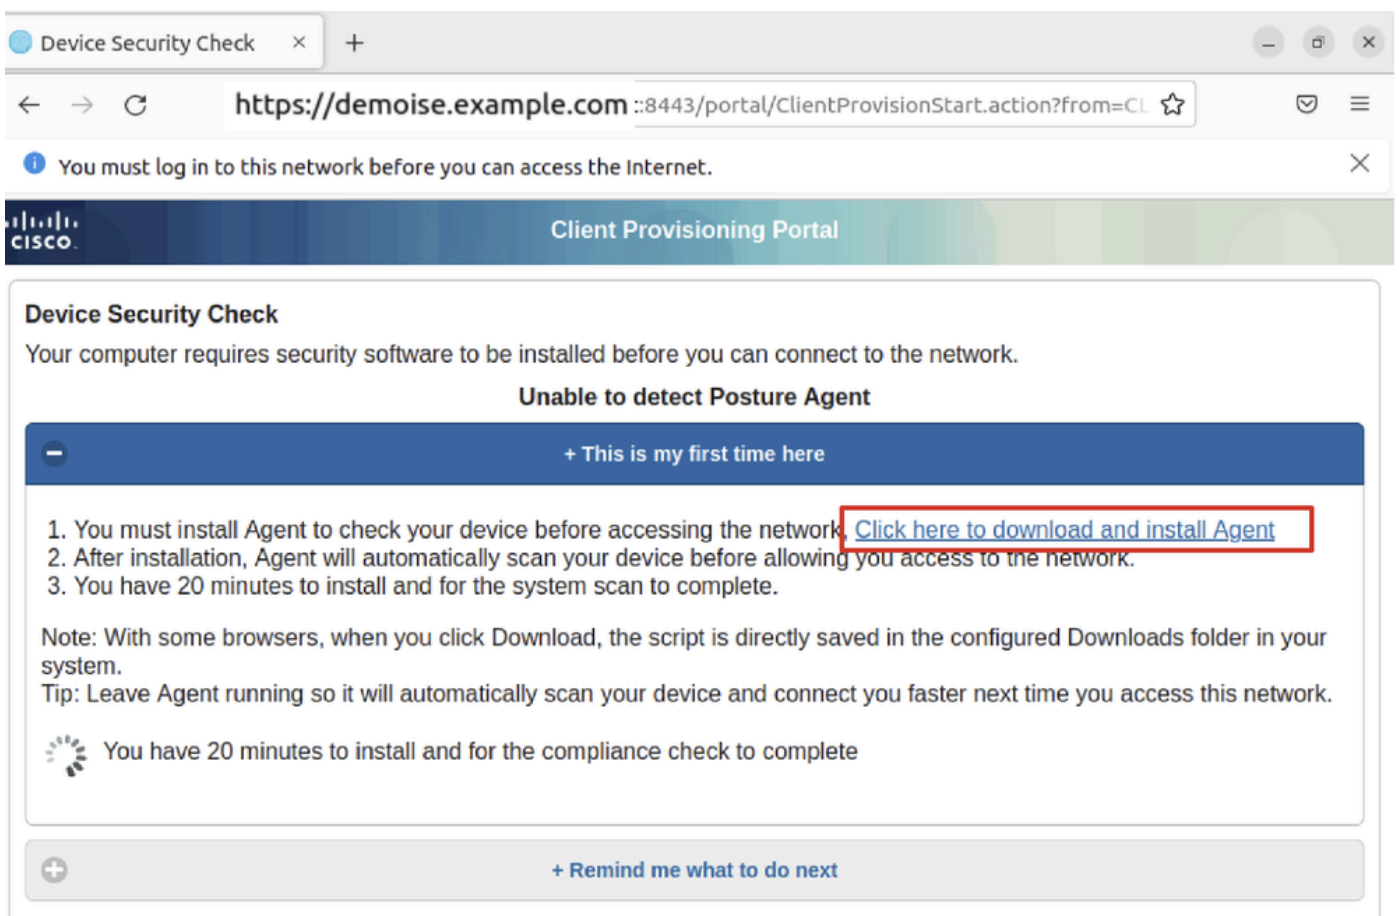 Device Security Check
https://demoise.example.com :8443/portal/ClientProvisionStart.action?from=CL
You must log in to this network before you can access the Internet.
CISCO
Client Provisioning Portal
Device Security Check
Your computer requires security software to be installed before you can connect to the network.
Unable to detect Posture Agent
+ This is my first time here
1. You must install Agent to check your device before accessing the network, Click here to download and install Agent
2. After installation, Agent will automatically scan your device before allowing you access to the network.
3. You have 20 minutes to install and for the system scan to complete.
Note: With some browsers, when you click Download, the script is directly saved in the configured Downloads folder in your
system.
Tip: Leave Agent running so it will automatically scan your device and connect you faster next time you access this network.
You have 20 minutes to install and for the compliance check to complete
+ Remind me what to do next